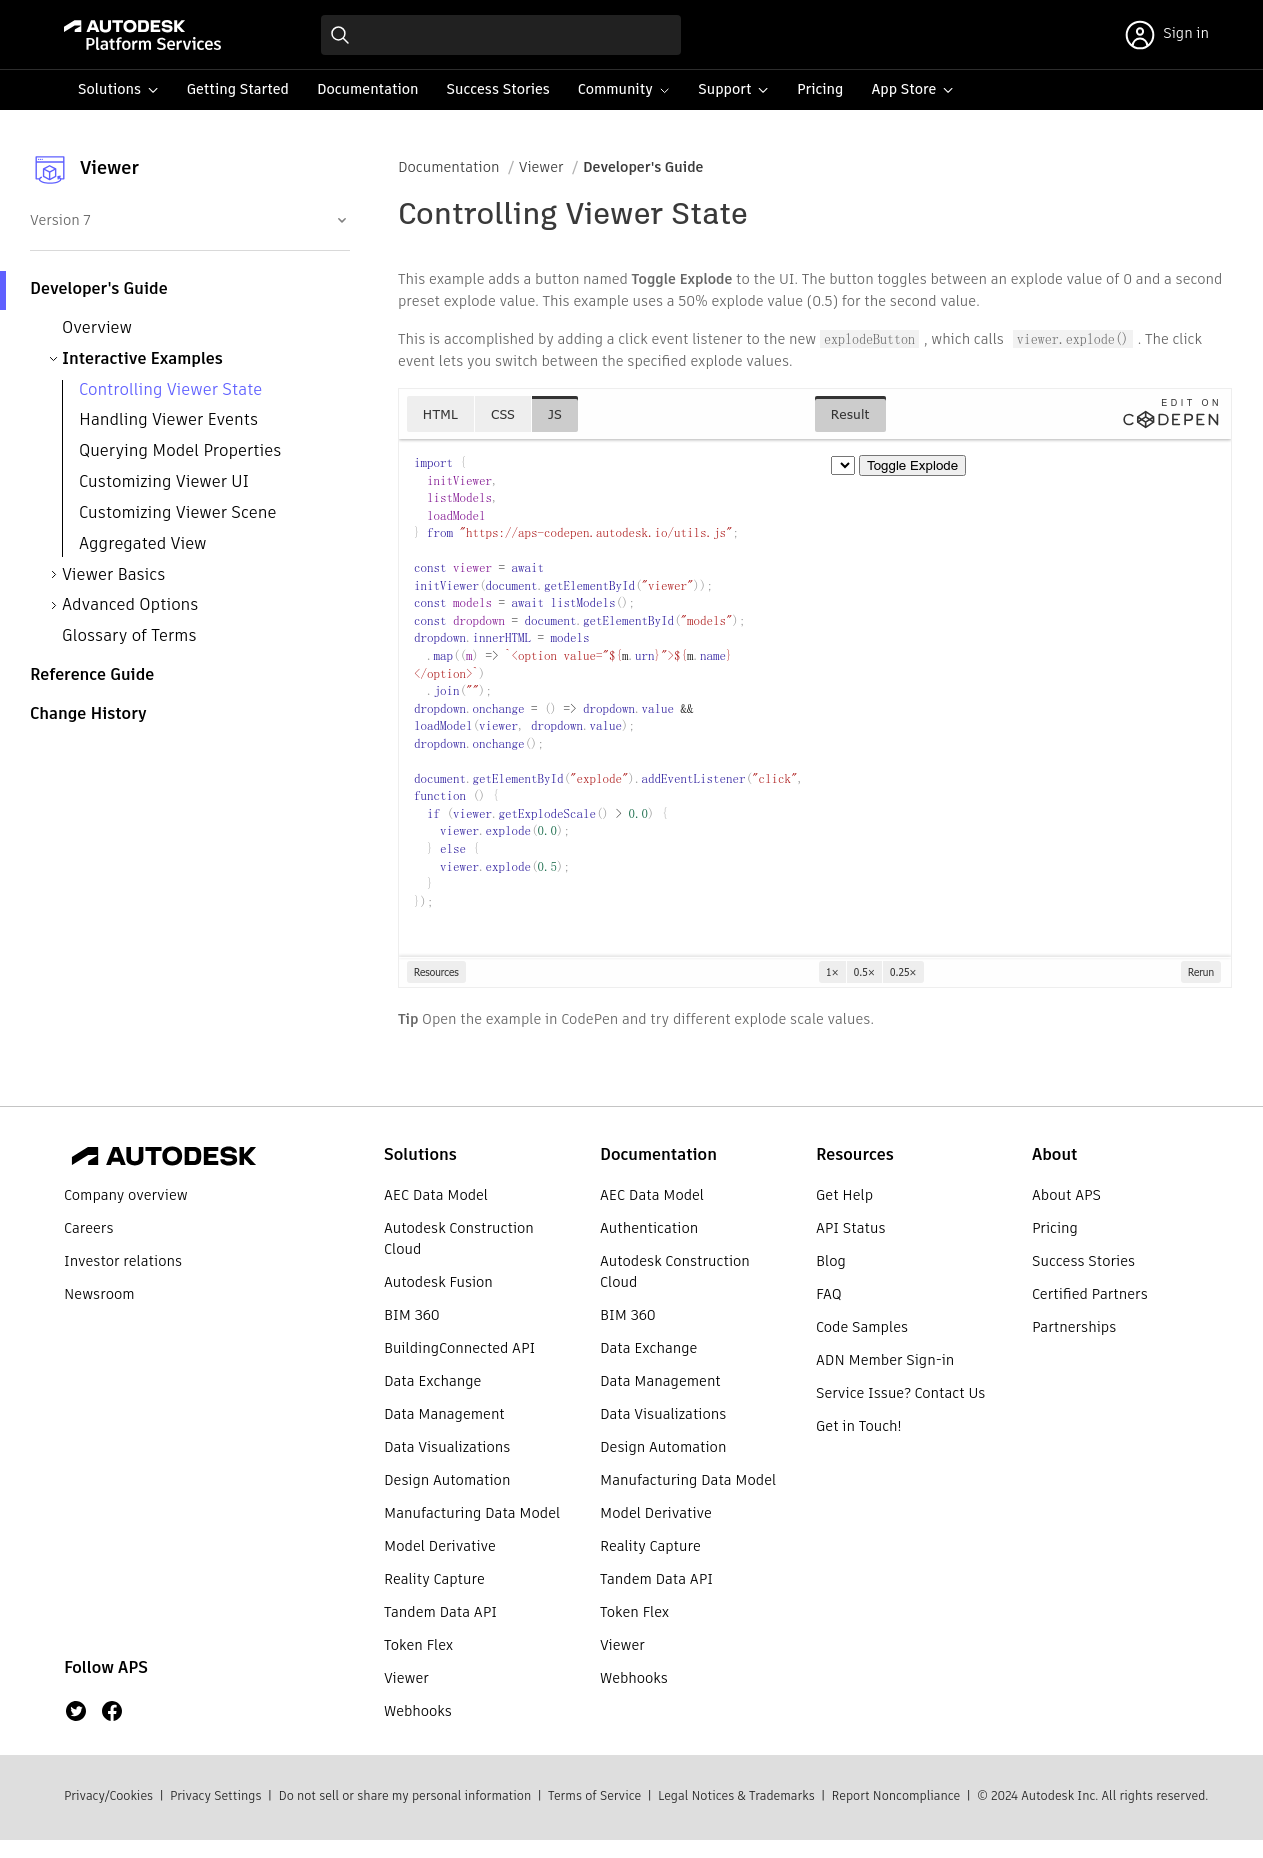 AUTODESK
Platform Services
Sign in
Solutions Getting Started Documentation Success Stories Community Support Pricing App Store
Viewer
Version 7
Developer's Guide
Overview
Interactive Examples
Controlling Viewer State
Handling Viewer Events
Querying Model Properties
Customizing Viewer UI
Customizing Viewer Scene
Aggregated View
Viewer Basics
Advanced Options
Glossary of Terms
Reference Guide
Change History
Documentation / Viewer / Developer's Guide
Controlling Viewer State
This example adds a button named Toggle Explode to the UI. The button toggles between an explode value of 0 and a second
preset explode value. This example uses a 50% explode value (0.5) for the second value.
This is accomplished by adding a click event listener to the new explodeButton , which calls viewer.explode() . The click
event lets you switch between the specified explode values.
HTML CSS JS Result
EDIT ON
CODEPEN
import {
  initViewer,
  listModels,
  loadModel
} from "https://aps-codepen.autodesk.io/utils.js";
const viewer = await
initViewer(document.getElementById("viewer"));
const models = await listModels();
const dropdown = document.getElementById("models");
dropdown.innerHTML = models
  .map((m) => `<option value="${m.urn}">${m.name}
</option>`)
  .join("");
dropdown.onchange = () => dropdown.value &&
loadModel(viewer, dropdown.value);
dropdown.onchange();
document.getElementById("explode").addEventListener("click",
function () {
  if (viewer.getExplodeScale() > 0.0) {
    viewer.explode(0.0);
  } else {
    viewer.explode(0.5);
  }
});
Toggle Explode
Resources 1× 0.5× 0.25× Rerun
Tip Open the example in CodePen and try different explode scale values.
AUTODESK
Company overview
Careers
Investor relations
Newsroom
Follow APS
Solutions
AEC Data Model
Autodesk Construction
Cloud
Autodesk Fusion
BIM 360
BuildingConnected API
Data Exchange
Data Management
Data Visualizations
Design Automation
Manufacturing Data Model
Model Derivative
Reality Capture
Tandem Data API
Token Flex
Viewer
Webhooks
Documentation
AEC Data Model
Authentication
Autodesk Construction
Cloud
BIM 360
Data Exchange
Data Management
Data Visualizations
Design Automation
Manufacturing Data Model
Model Derivative
Reality Capture
Tandem Data API
Token Flex
Viewer
Webhooks
Resources
Get Help
API Status
Blog
FAQ
Code Samples
ADN Member Sign-in
Service Issue? Contact Us
Get in Touch!
About
About APS
Pricing
Success Stories
Certified Partners
Partnerships
Privacy/Cookies | Privacy Settings | Do not sell or share my personal information | Terms of Service | Legal Notices & Trademarks | Report Noncompliance | © 2024 Autodesk Inc. All rights reserved.